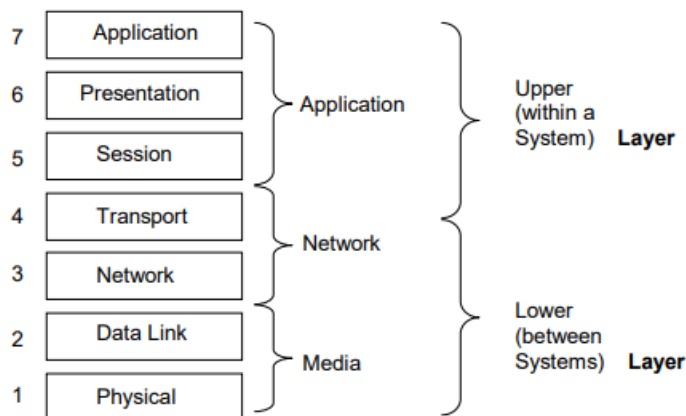 7 Application
6 Presentation
5 Session
4 Transport
3 Network
2 Data Link
1 Physical
Application
Network
Media
Upper
(within a
System) Layer
Lower
(between
Systems) Layer